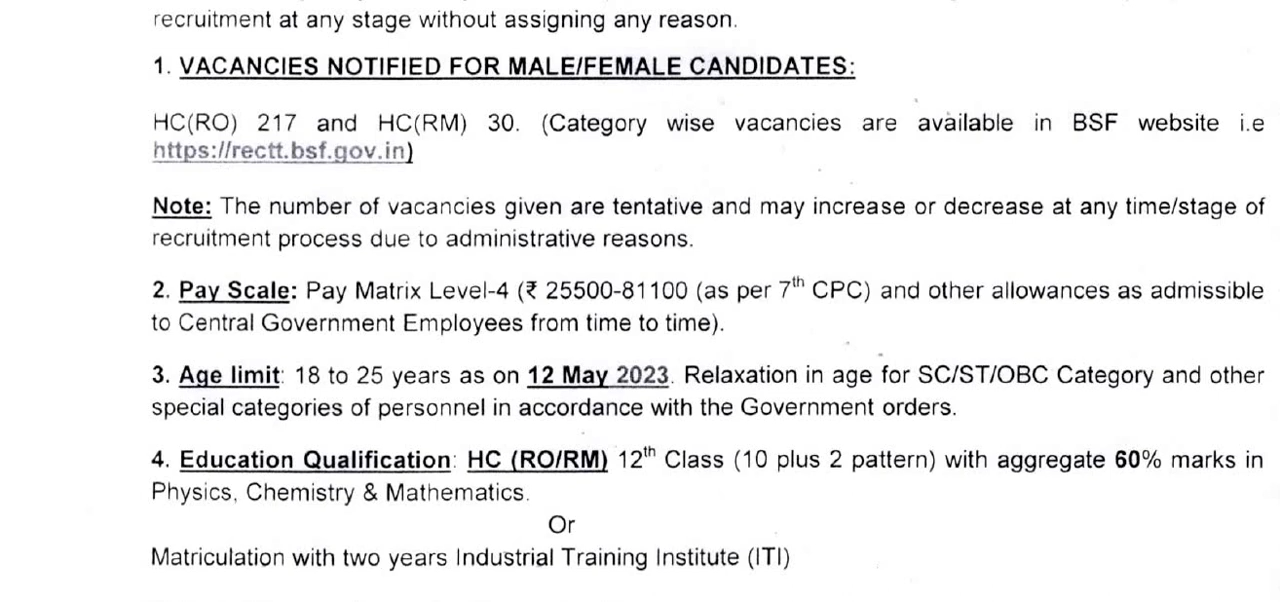 recruitment at any stage without assigning any reason.
1. VACANCIES NOTIFIED FOR MALE/FEMALE CANDIDATES:
HC(RO) 217 and HC(RM) 30. (Category wise vacancies are available in BSF website i.e
https://rectt.bsf.gov.in)
Note: The number of vacancies given are tentative and may increase or decrease at any time/stage of
recruitment process due to administrative reasons.
2. Pay Scale: Pay Matrix Level-4 (₹ 25500-81100 (as per 7th CPC) and other allowances as admissible
to Central Government Employees from time to time).
3. Age limit: 18 to 25 years as on 12 May 2023. Relaxation in age for SC/ST/OBC Category and other
special categories of personnel in accordance with the Government orders.
4. Education Qualification: HC (RO/RM) 12th Class (10 plus 2 pattern) with aggregate 60% marks in
Physics, Chemistry & Mathematics.
Or
Matriculation with two years Industrial Training Institute (ITI)